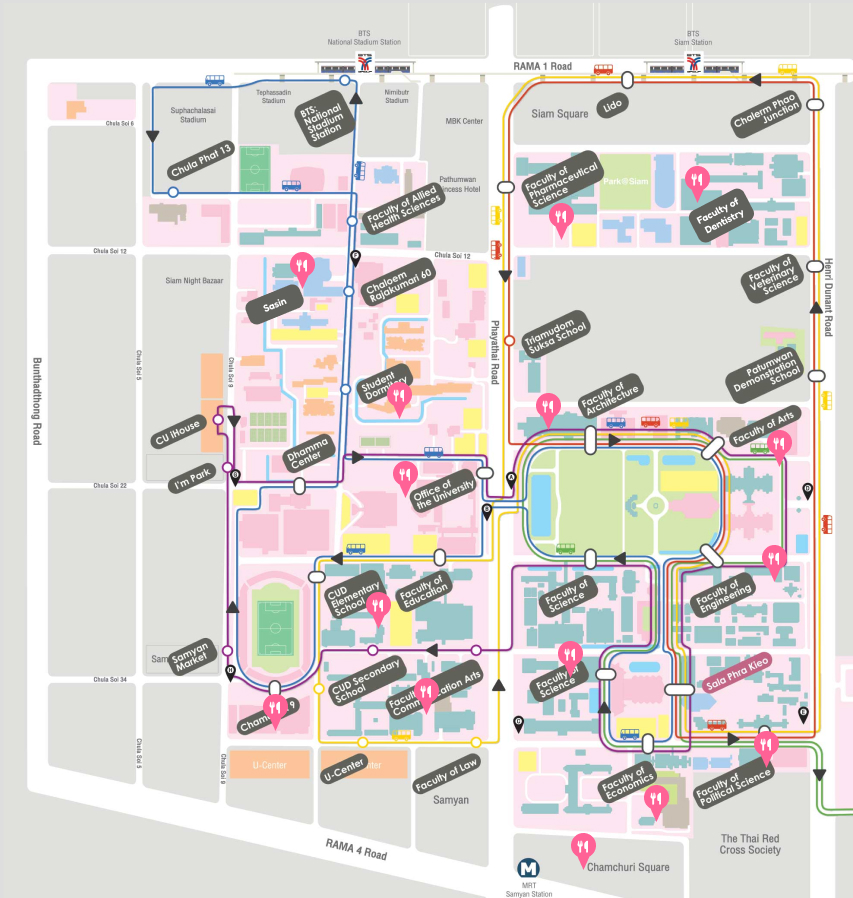 BTS
National Stadium Station
BTS
Siam Station
RAMA 1 Road
Suphachalasai
Stadium
Tephassadin
Stadium
BTS:
National
Stadium
Station
Nimibutr
Stadium
MBK Center
Siam Square
Lido
Chalerm Phao
Junction
Chula Soi 6
Chula Phat 13
Pathumwan
Princess Hotel
Faculty of Allied
Health Sciences
Faculty of
Pharmaceutical
Science
Park@Siam
Faculty of
Dentistry
Chula Soi 12
Chula Soi 12
Siam Night Bazaar
Sasin
Chaloem
Rajakumari 60
F
Faculty of
Veterinary
Science
Henri Dunant Road
Phayathai Road
Triamudom
Suksa School
Patumwan
Demonstration
School
Bunthadthong Road
Chula Soi 5
Chula Soi 9
Student
Dormitory
Faculty of
Architecture
Faculty of Arts
CU iHouse
I'm Park
Dhamma
Center
G
Office of
the University
A
B
D
Chula Soi 22
CUD
Elementary
School
Faculty of
Education
Faculty of
Science
Faculty of
Engineering
Samyan
Market
H
Chula Soi 34
CUD Secondary
School
Faculty of
Communication Arts
Faculty of
Science
Sala Phra Kieo
C
E
Chula Soi 5
Chula Soi 9
U-Center
U-Center
Faculty of Law
Samyan
Faculty of
Economics
Faculty of
Political Science
RAMA 4 Road
The Thai Red
Cross Society
Chamchuri Square
M
MRT
Samyan Station